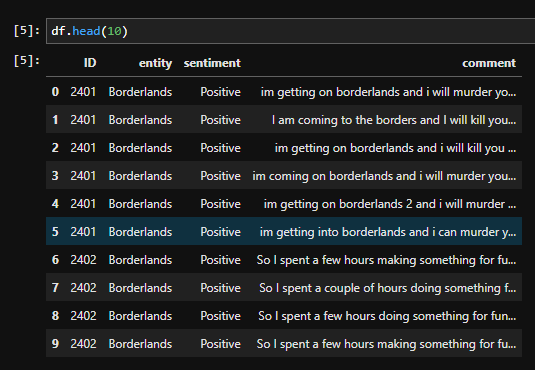 [5]: df.head(10)
[5]: ID entity sentiment comment
0 2401 Borderlands Positive im getting on borderlands and i will murder yo...
1 2401 Borderlands Positive I am coming to the borders and I will kill you...
2 2401 Borderlands Positive im getting on borderlands and i will kill you ...
3 2401 Borderlands Positive im coming on borderlands and i will murder you...
4 2401 Borderlands Positive im getting on borderlands 2 and i will murder ...
5 2401 Borderlands Positive im getting into borderlands and i can murder y...
6 2402 Borderlands Positive So I spent a few hours making something for fu...
7 2402 Borderlands Positive So I spent a couple of hours doing something f...
8 2402 Borderlands Positive So I spent a few hours doing something for fun...
9 2402 Borderlands Positive So I spent a few hours making something for fu...